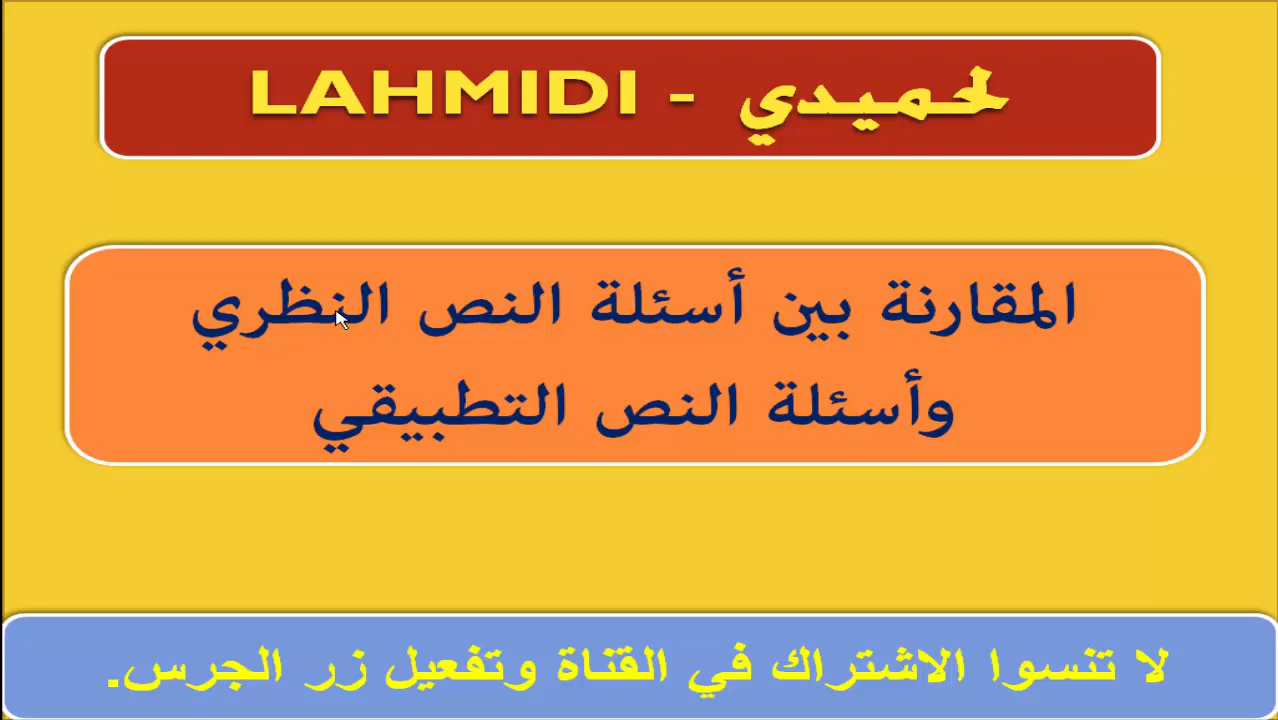 لحميدي - LAHMIDI
المقارنة بين أسئلة النص النظري
وأسئلة النص التطبيقي
لا تنسوا الاشتراك في القناة وتفعيل زر الجرس.